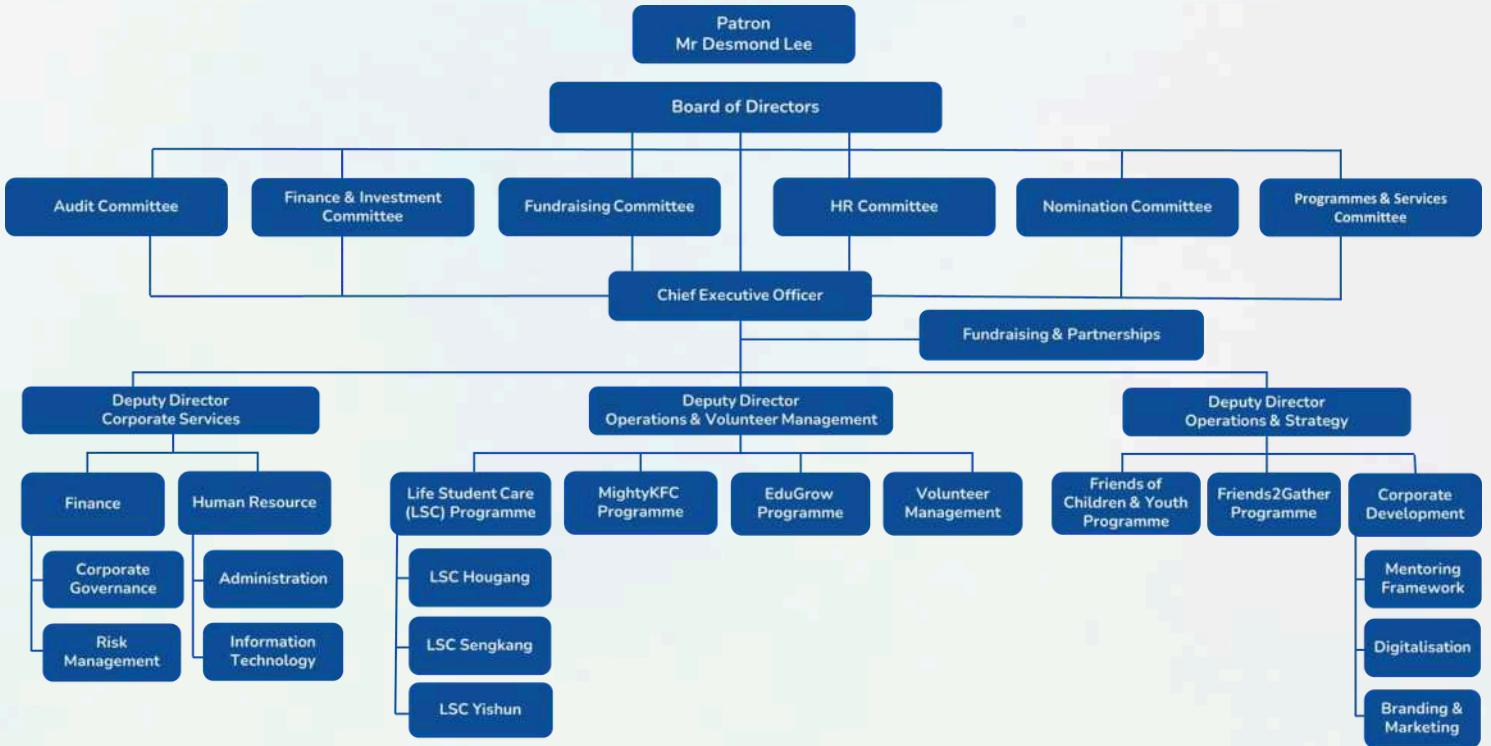 Patron
Mr Desmond Lee
Board of Directors
Audit Committee
Finance & Investment
Committee
Fundraising Committee
HR Committee
Nomination Committee
Programmes & Services
Committee
Chief Executive Officer
Fundraising & Partnerships
Deputy Director
Corporate Services
Deputy Director
Operations & Volunteer Management
Deputy Director
Operations & Strategy
Finance
Human Resource
Life Student Care
(LSC) Programme
MightyKFC
Programme
EduGrow
Programme
Volunteer
Management
Friends of
Children & Youth
Programme
Friends2Gather
Programme
Corporate
Development
Corporate
Governance
Administration
LSC Hougang
Mentoring
Framework
Risk
Management
Information
Technology
LSC Sengkang
Digitalisation
LSC Yishun
Branding &
Marketing